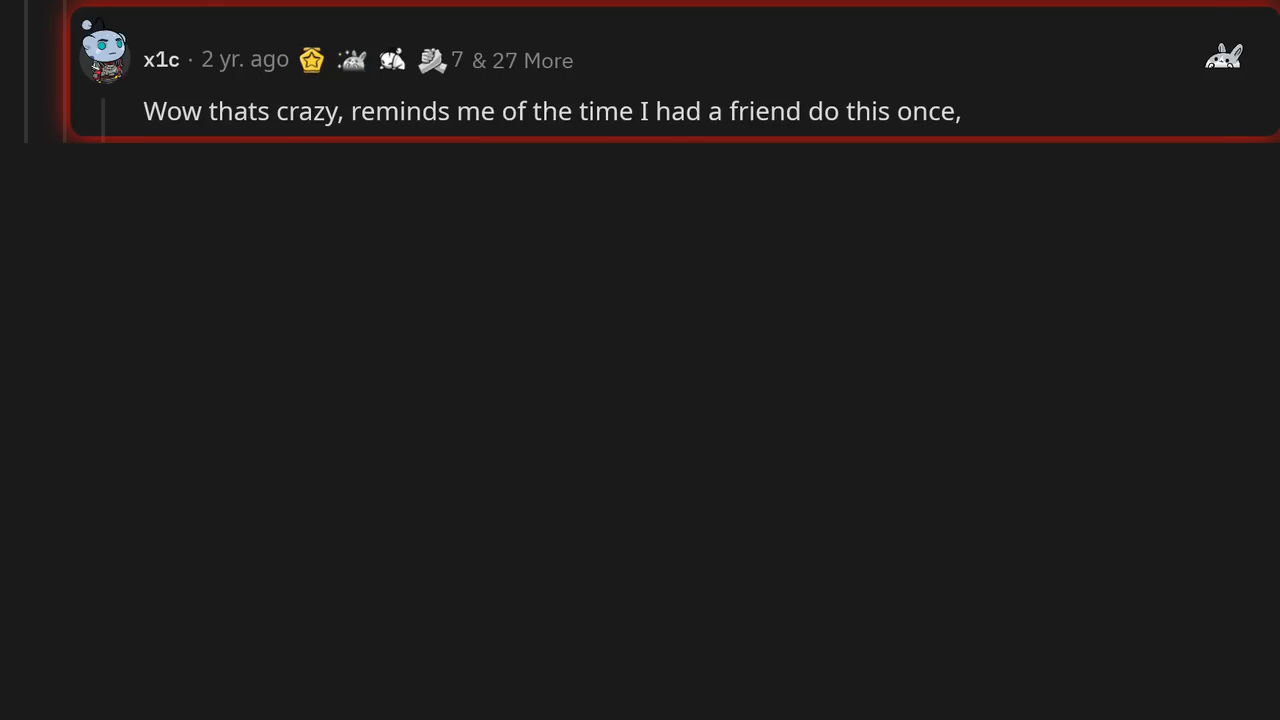 x1c · 2 yr. ago 7 & 27 More
Wow thats crazy, reminds me of the time I had a friend do this once,